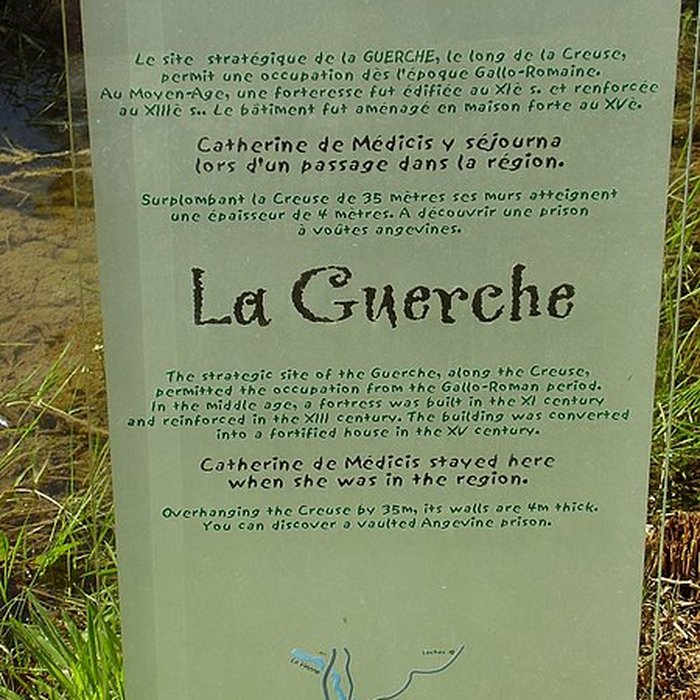 Le site stratégique de la GUERCHE, le long de la Creuse,
permit une occupation dès l'époque Gallo-Romaine.
Au Moyen-Age, une forteresse fut édifiée au XIè s. et renforcée
au XIIIè s.. Le bâtiment fut aménagé en maison forte au XVè.
Catherine de Médicis y séjourna
lors d'un passage dans la région.
Surplombant la Creuse de 35 mètres ses murs atteignent
une épaisseur de 4 mètres. A découvrir une prison
à voûtes angevines.
La Guerche
The strategic site of the Guerche, along the Creuse,
permitted the occupation from the Gallo-Roman period.
In the middle age, a fortress was built in the XI century
and reinforced in the XIII century. The building was converted
into a fortified house in the XV century.
Catherine de Médicis stayed here
when she was in the region.
Overhanging the Creuse by 35m, its walls are 4m thick.
You can discover a vaulted Angevine prison.
La Vienne
Loches